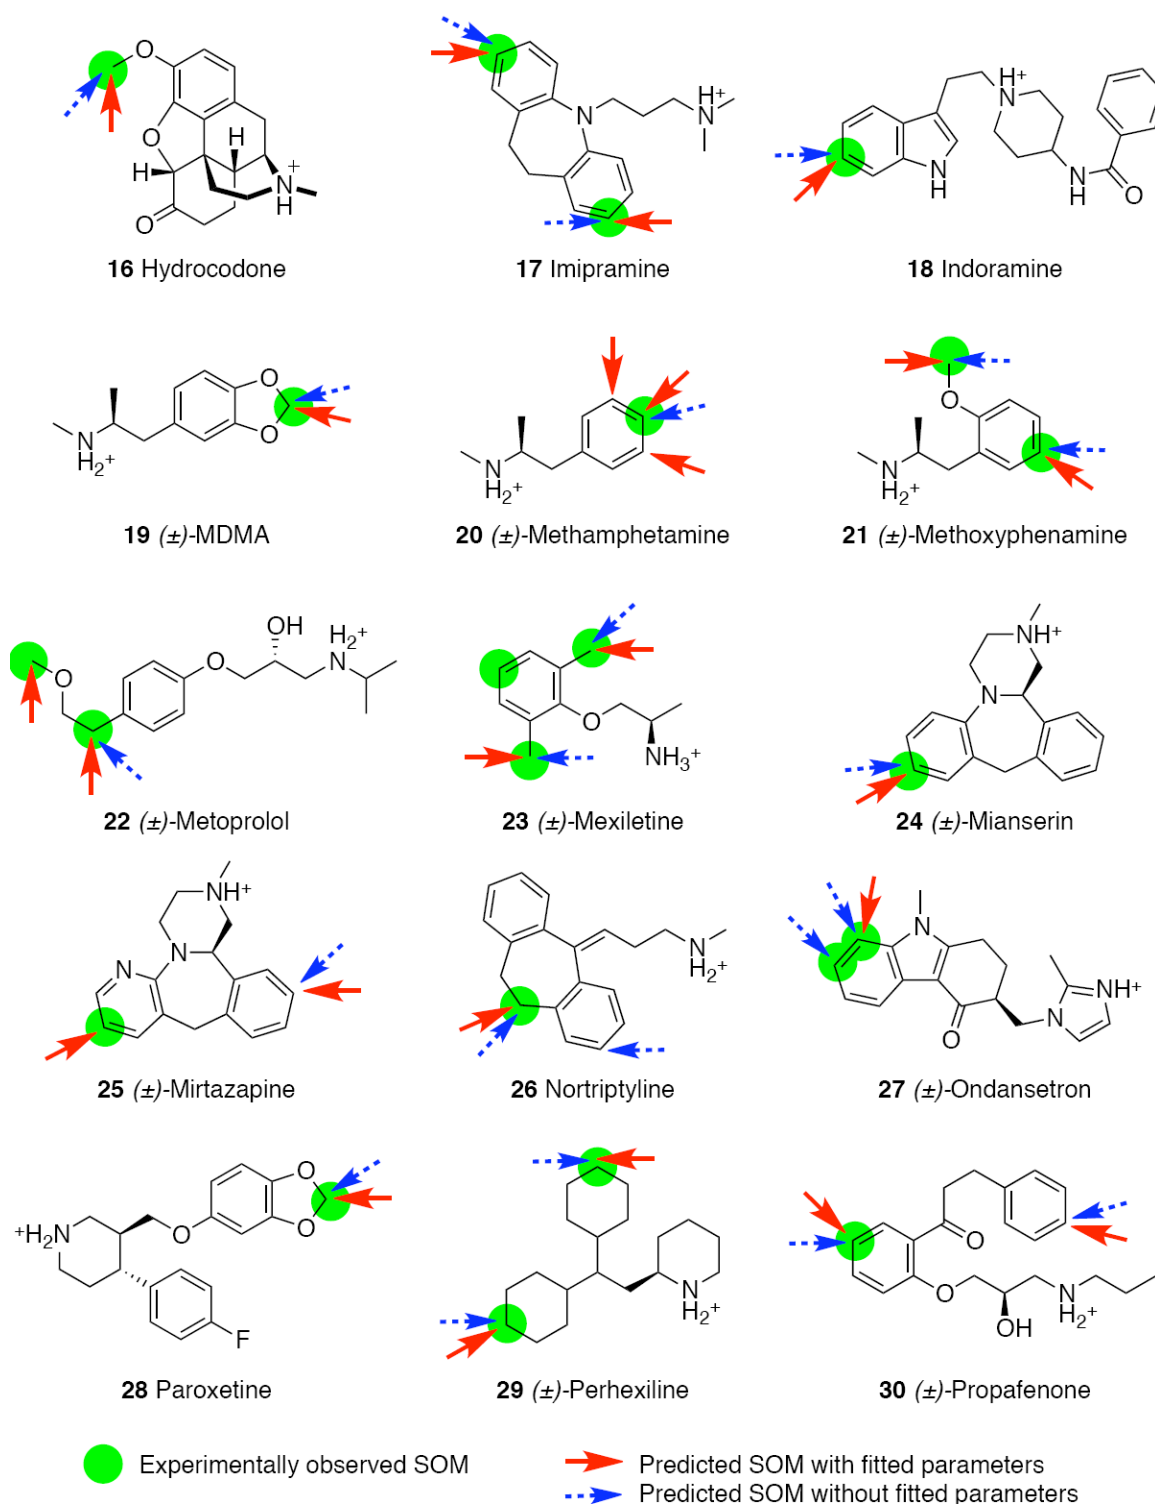 O
O
H
H
N
H
+
O
16 Hydrocodone
N
H+
N
17 Imipramine
H+
N
N
H
N
H
O
18 Indoramine
O
O
N
H2+
19 (±)-MDMA
N
H2+
20 (±)-Methamphetamine
O
N
H2+
21 (±)-Methoxyphenamine
O
O
OH
H2+
N
22 (±)-Metoprolol
O
NH3+
23 (±)-Mexiletine
NH+
N
24 (±)-Mianserin
NH+
N
N
25 (±)-Mirtazapine
N
H2+
26 Nortriptyline
N
O
N
NH+
27 (±)-Ondansetron
+H2N
O
O
O
F
28 Paroxetine
N
H2+
29 (±)-Perhexiline
O
O
OH
N
H2+
30 (±)-Propafenone
Experimentally observed SOM
Predicted SOM with fitted parameters
Predicted SOM without fitted parameters